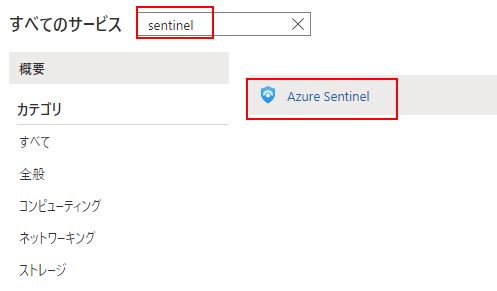 すべてのサービス
sentinel
概要
Azure Sentinel
カテゴリ
すべて
全般
コンピューティング
ネットワーキング
ストレージ